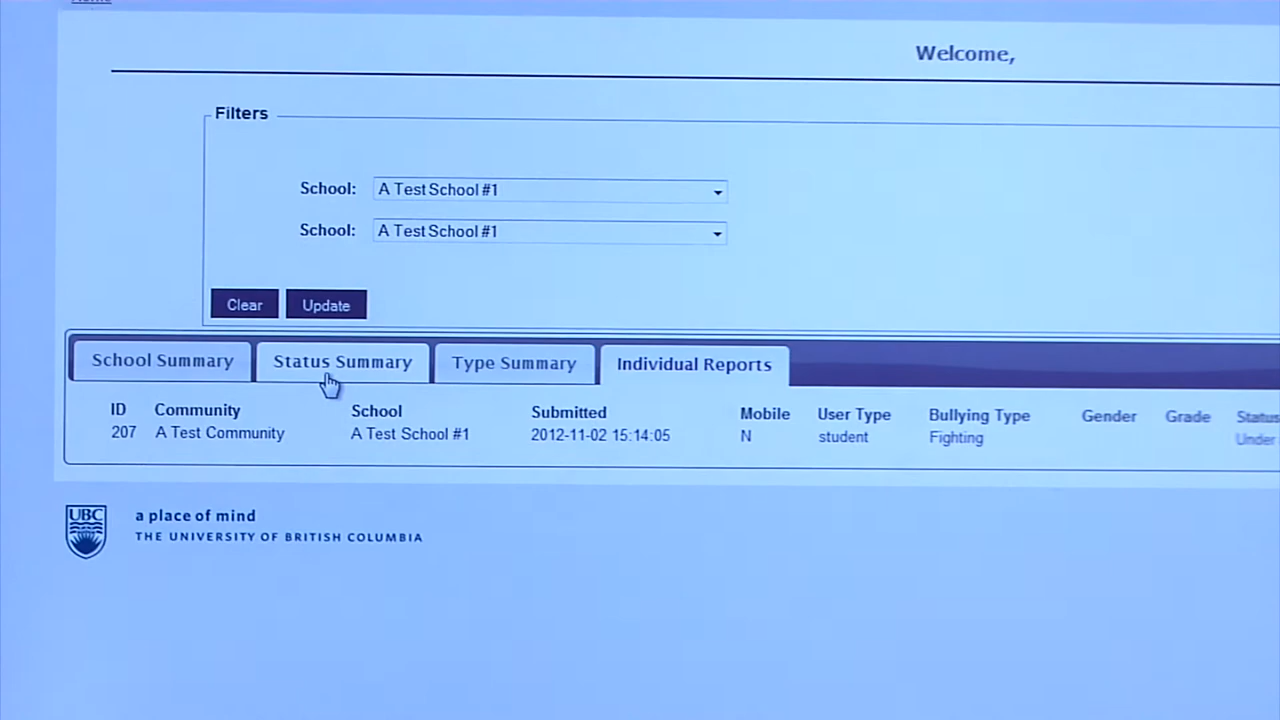 Welcome,
Filters
School: A Test School #1
School: A Test School #1
Clear Update
School Summary Status Summary Type Summary Individual Reports
ID Community School Submitted Mobile User Type Bullying Type Gender Grade Status
207 A Test Community A Test School #1 2012-11-02 15:14:05 N student Fighting Under
UBC
a place of mind
THE UNIVERSITY OF BRITISH COLUMBIA